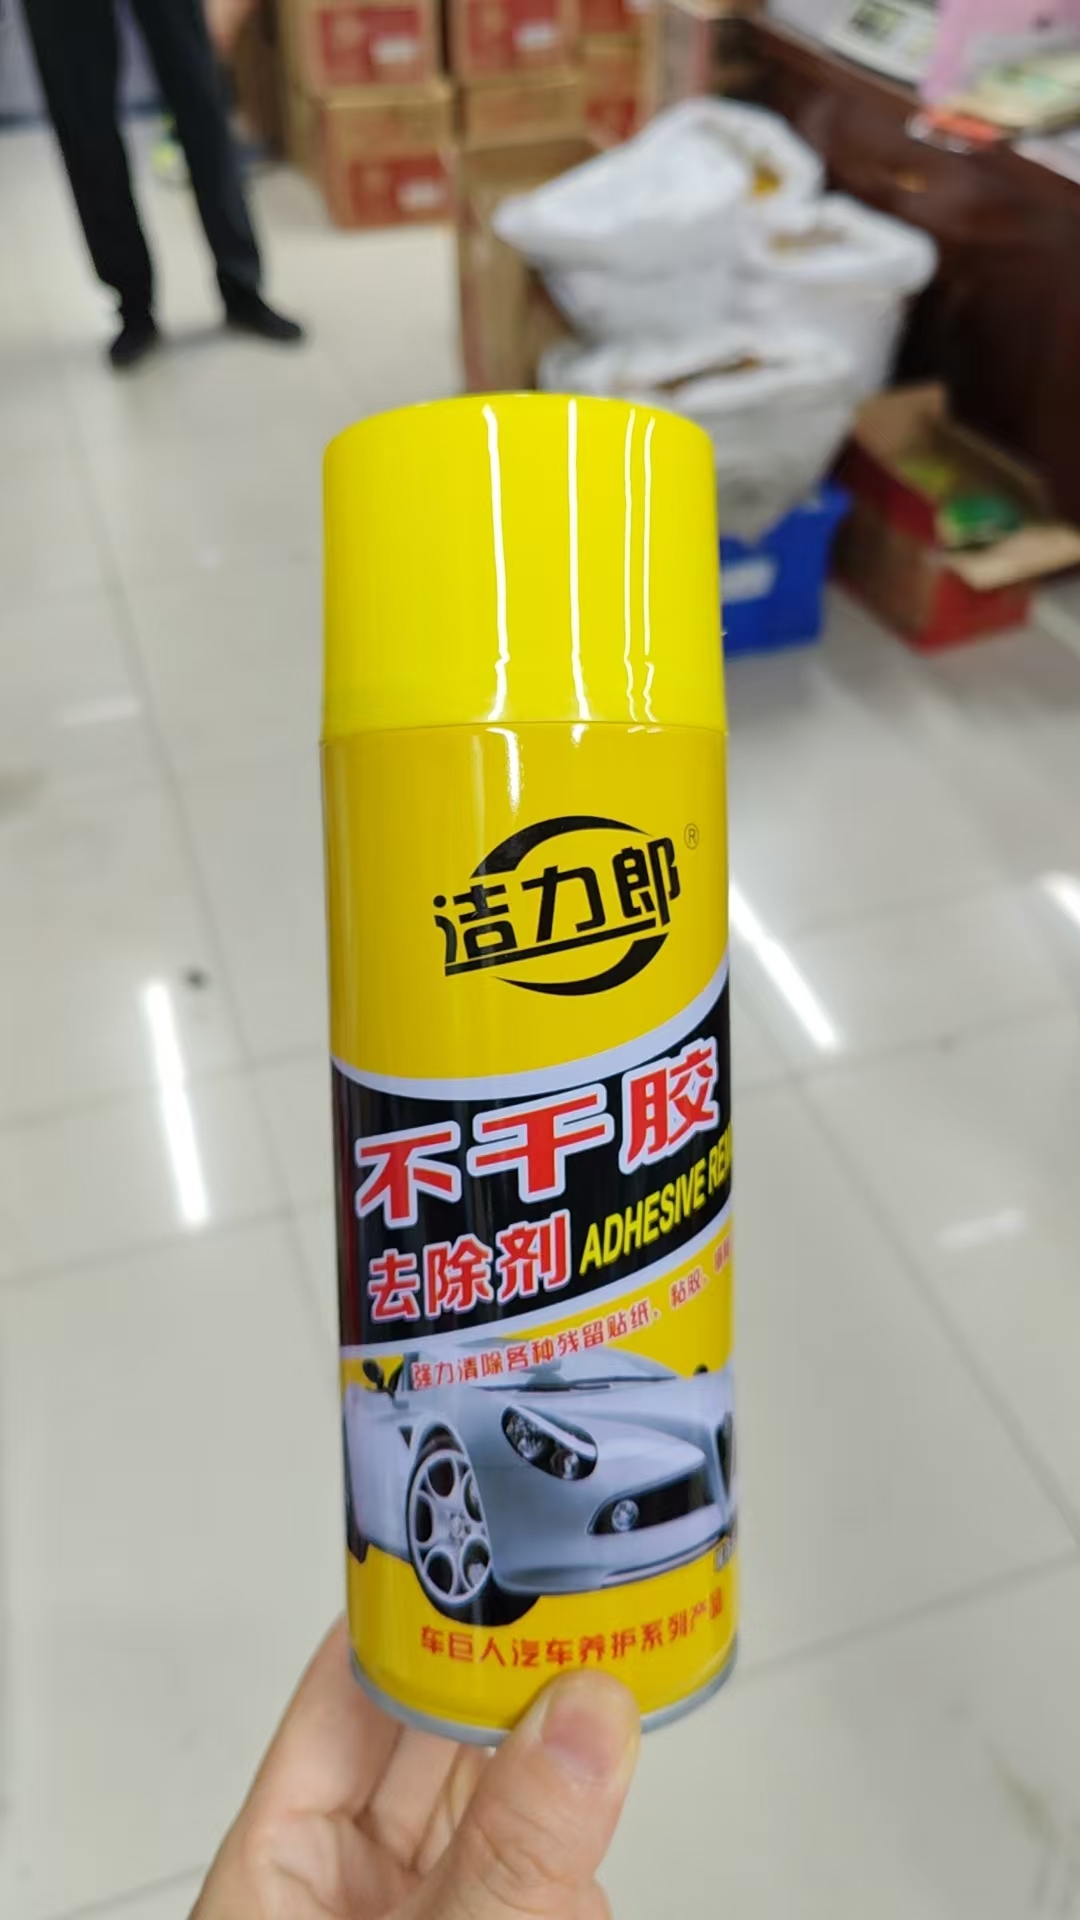 洁力郎®
不干胶
去除剂 ADHESIVE
强力清除各种残留贴纸、粘胶、
车巨人汽车养护系列产品